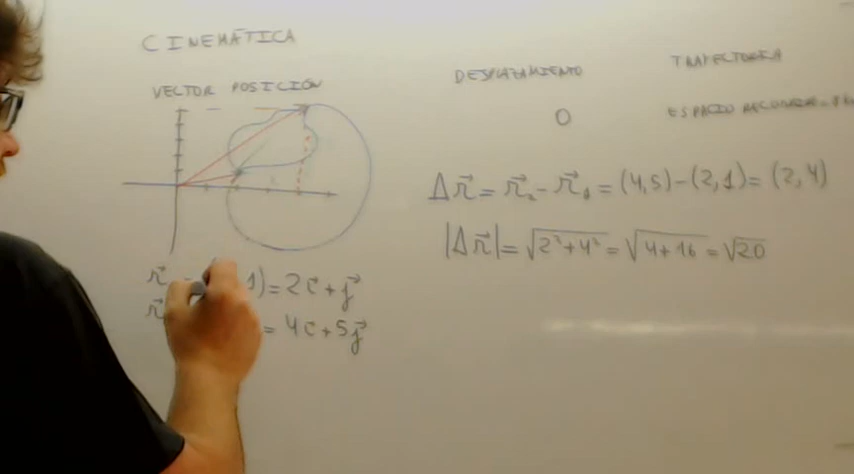 CINEMÁTICA
VECTOR POSICIÓN
DESPLAZAMIENTO
TRAYECTORIA
0
ESPACIO
Δr⃗ = r⃗₂ - r⃗₁ = (4,5)-(2,1) = (2,4)
|Δr⃗| = √2²+4² = √4+16 = √20
r⃗ 1) = 2i⃗ + j⃗
r⃗ = 4i⃗ + 5j⃗